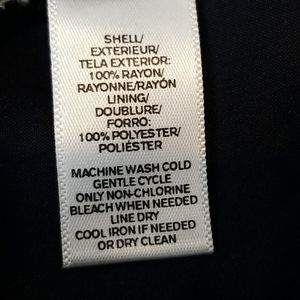 SHELL/
EXTÉRIEUR/
TELA EXTERIOR:
100% RAYON/
RAYONNE/RAYÓN
LINING/
DOUBLURE/
FORRO:
100% POLYESTER/
POLIÉSTER
MACHINE WASH COLD
GENTLE CYCLE
ONLY NON-CHLORINE
BLEACH WHEN NEEDED
LINE DRY
COOL IRON IF NEEDED
OR DRY CLEAN